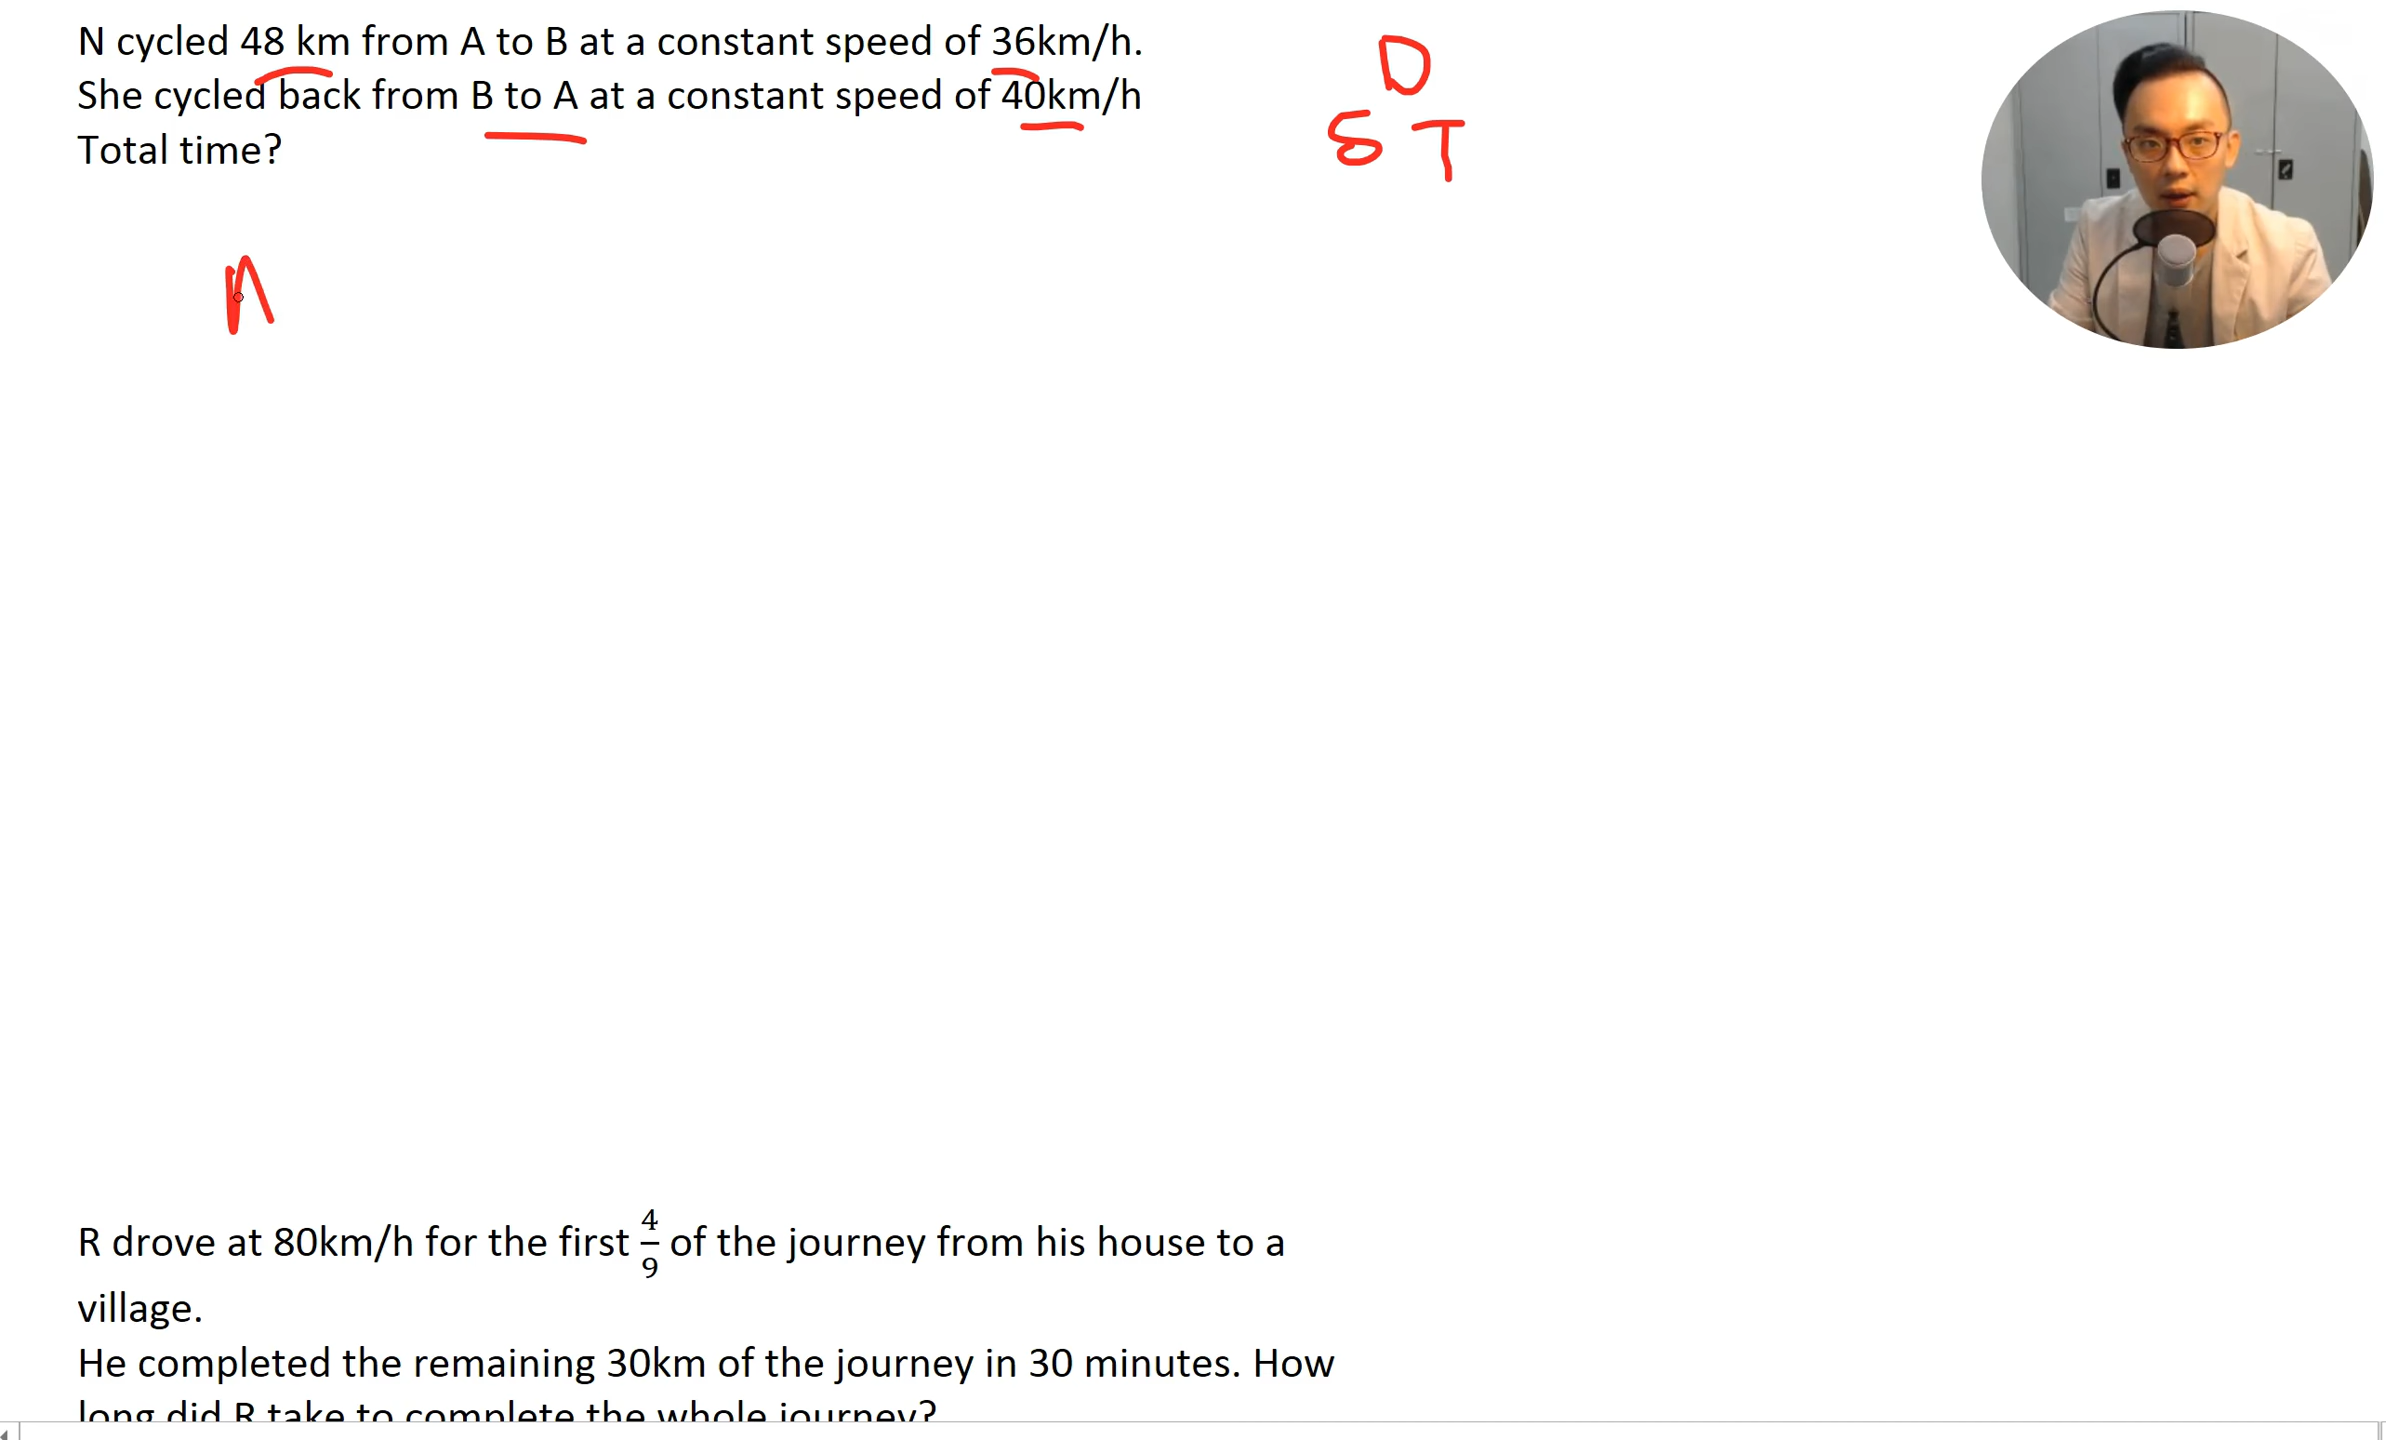 N cycled 48 km from A to B at a constant speed of 36km/h.
She cycled back from B to A at a constant speed of 40km/h
Total time?
D
S T
R drove at 80km/h for the first 4/9 of the journey from his house to a
village.
He completed the remaining 30km of the journey in 30 minutes. How
long did R take to complete the whole journey?